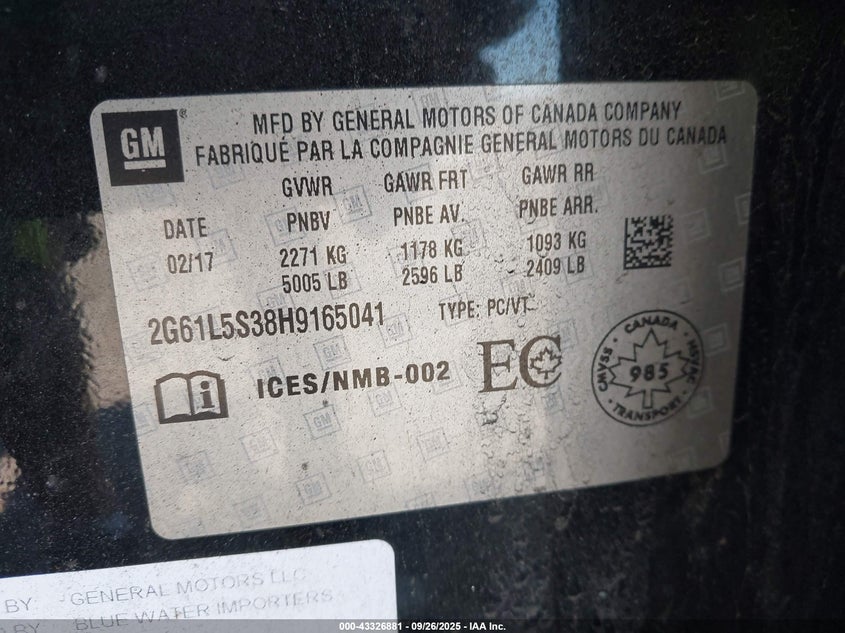 GM
®
MFD BY GENERAL MOTORS OF CANADA COMPANY
FABRIQUÉ PAR LA COMPAGNIE GENERAL MOTORS DU CANADA
GVWR GAWR FRT GAWR RR
DATE PNBV PNBE AV. PNBE ARR.
02/17 2271 KG 1178 KG 1093 KG
5005 LB 2596 LB 2409 LB
2G61L5S38H9165041 TYPE: PC/VT
i ICES/NMB-002 EC
CANADA
985
TRANSPORT
CMVSS
NSVAC
BY: GENERAL MOTORS LLC
BY: BLUE WATER IMPORTERS
000-43326881 - 09/26/2025 - IAA Inc.